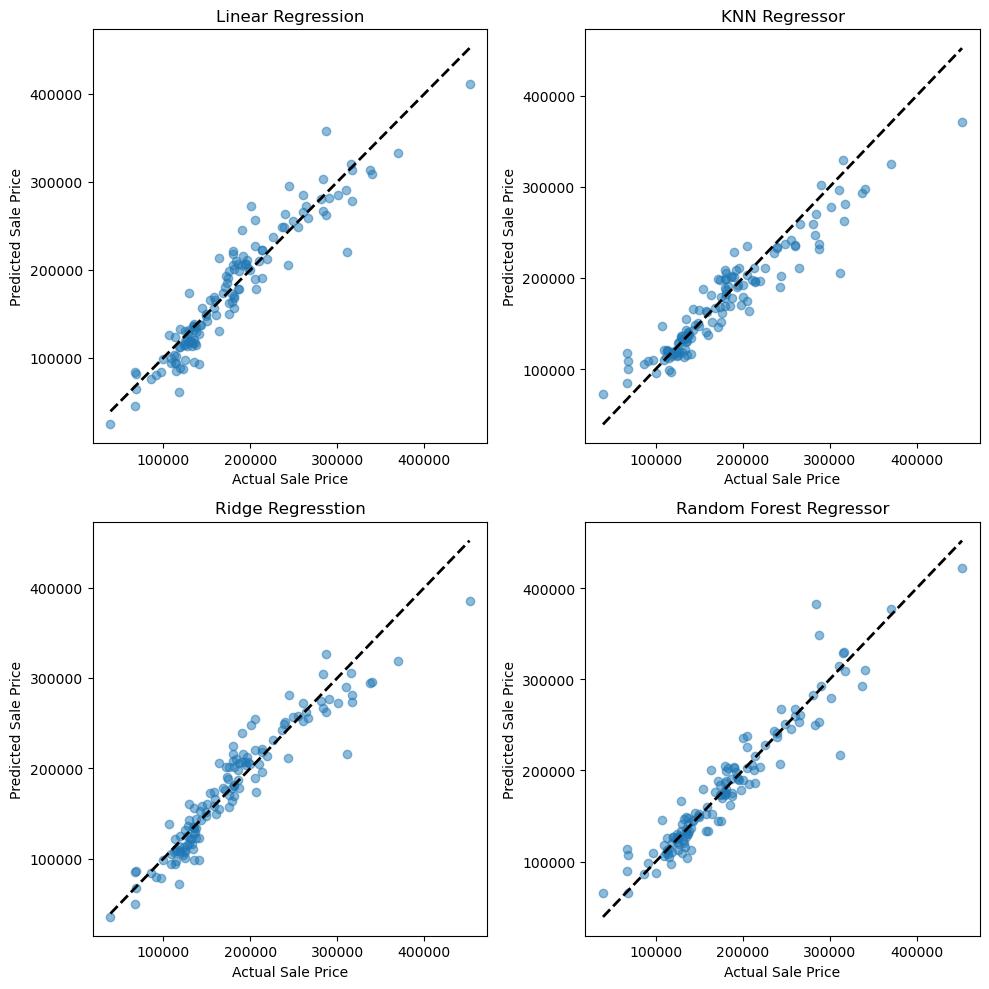 Linear Regression
Predicted Sale Price
400000
300000
200000
100000
100000 200000 300000 400000
Actual Sale Price
KNN Regressor
Predicted Sale Price
400000
300000
200000
100000
100000 200000 300000 400000
Actual Sale Price
Ridge Regresstion
Predicted Sale Price
400000
300000
200000
100000
100000 200000 300000 400000
Actual Sale Price
Random Forest Regressor
Predicted Sale Price
400000
300000
200000
100000
100000 200000 300000 400000
Actual Sale Price